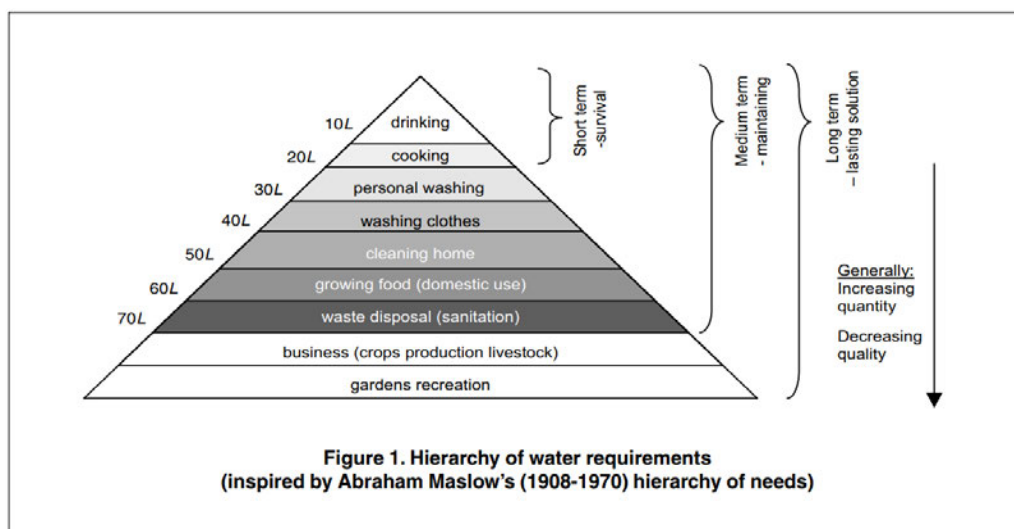 10L
drinking
20L
cooking
30L
personal washing
40L
washing clothes
50L
cleaning home
60L
growing food (domestic use)
70L
waste disposal (sanitation)
business (crops production livestock)
gardens recreation
Short term
-survival
Medium term
- maintaining
Long term
– lasting solution
Generally:
Increasing
quantity
Decreasing
quality
Figure 1. Hierarchy of water requirements
(inspired by Abraham Maslow's (1908-1970) hierarchy of needs)